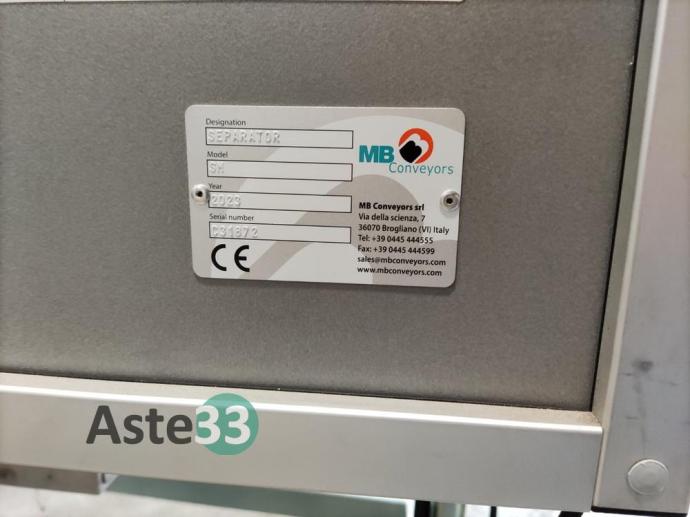 Designation
SEPARATOR
Model
SM
Year
2023
Serial number
C31872
CE
MB
Conveyors
MB Conveyors srl
Via della scienza, 7
36070 Brogliano (VI) Italy
Tel: +39 0445 444555
Fax: +39 0445 444599
sales@mbconveyors.com
www.mbconveyors.com
Aste33